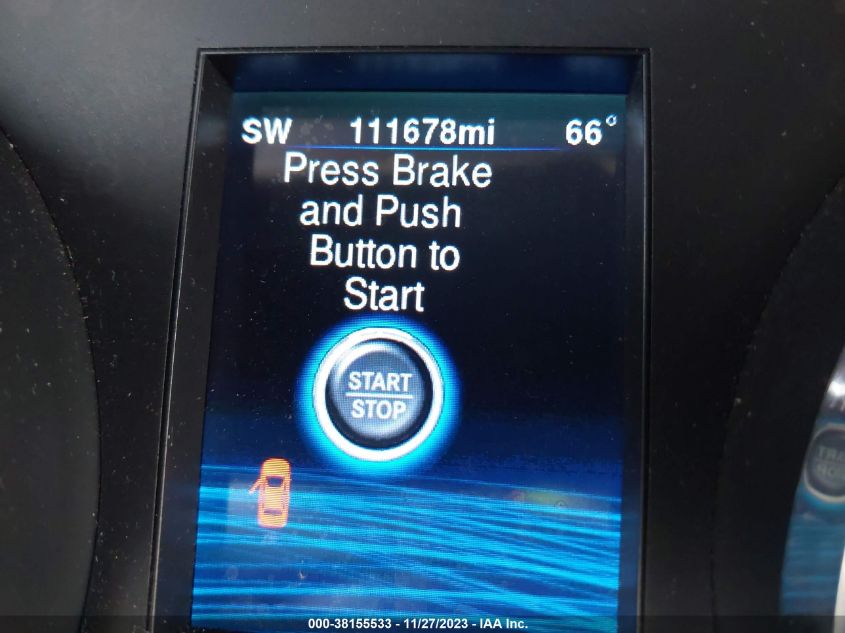 SW 111678mi 66°
Press Brake
and Push
Button to
Start
START
STOP
000-38155533 - 11/27/2023 - IAA Inc.